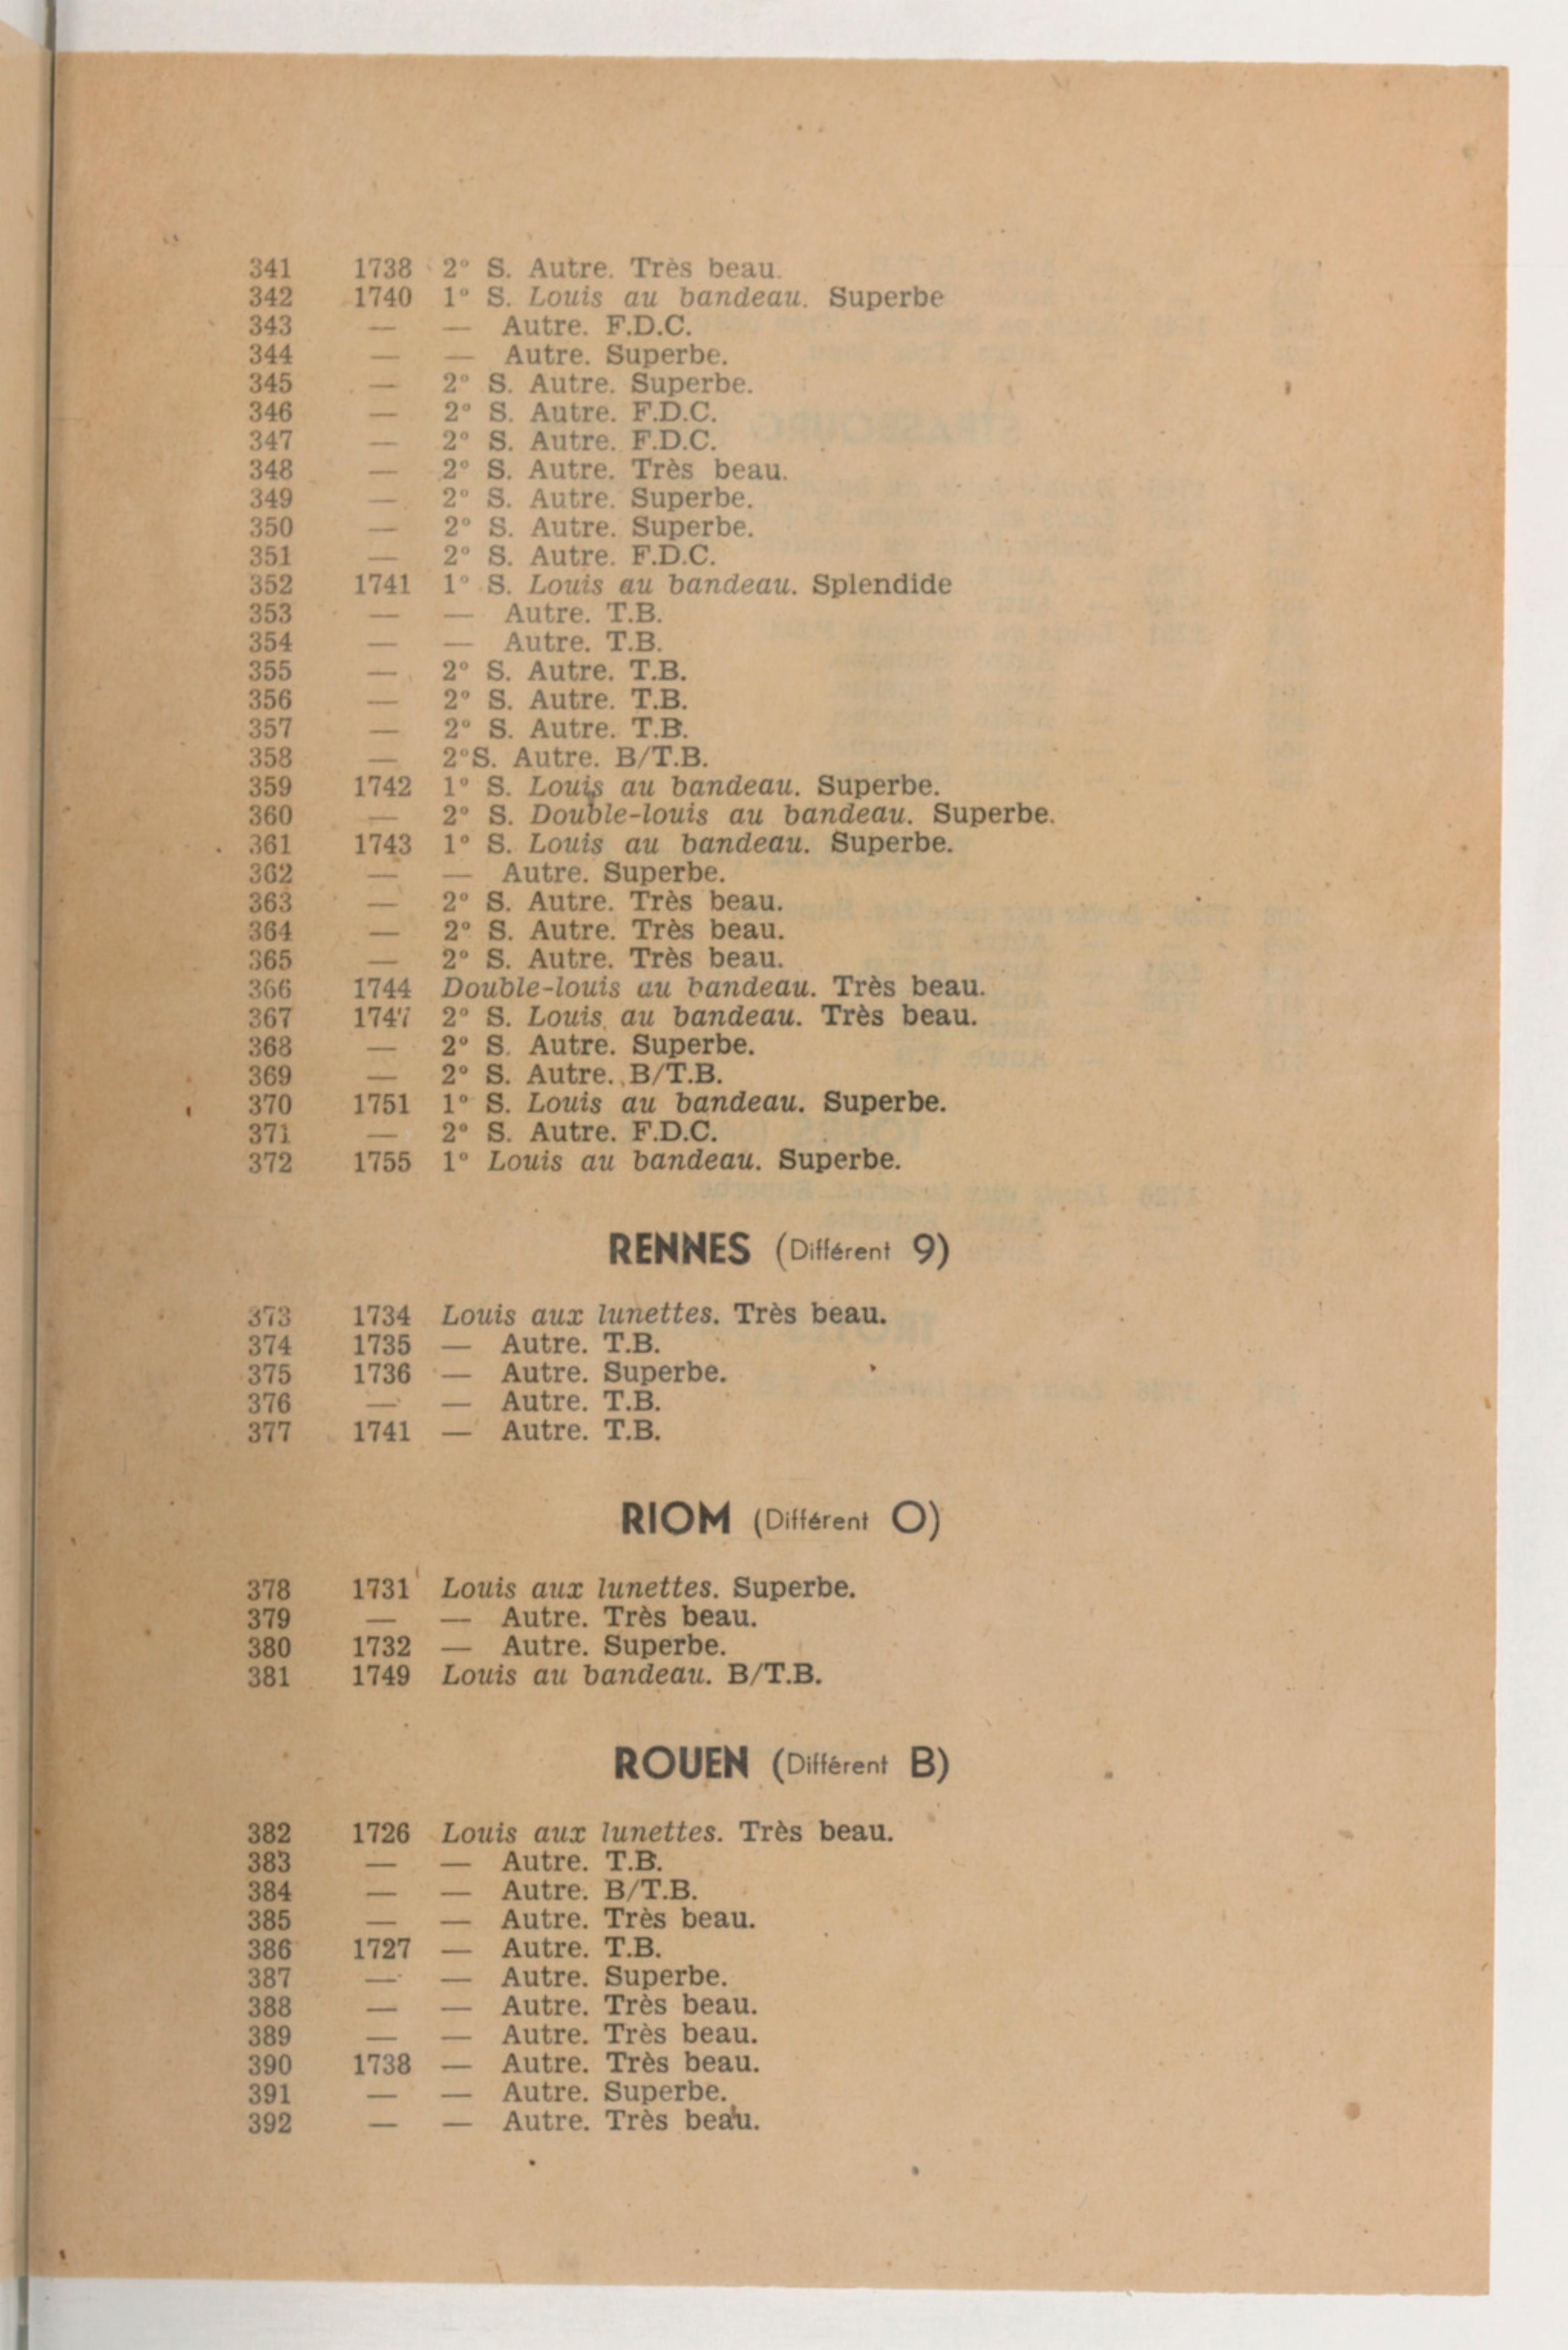 341 1738 2° S. Autre. Très beau.
342 1740 1° S. Louis au bandeau. Superbe
343 — — Autre. F.D.C.
344 — — Autre. Superbe.
345 — 2° S. Autre. Superbe.
346 — 2° S. Autre. F.D.C.
347 — 2° S. Autre. F.D.C.
348 — 2° S. Autre. Très beau.
349 — 2° S. Autre. Superbe.
350 — 2° S. Autre. Superbe.
351 — 2° S. Autre. F.D.C.
352 1741 1° S. Louis au bandeau. Splendide
353 — — Autre. T.B.
354 — — Autre. T.B.
355 — 2° S. Autre. T.B.
356 — 2° S. Autre. T.B.
357 — 2° S. Autre. T.B.
358 — 2°S. Autre. B/T.B.
359 1742 1° S. Louis au bandeau. Superbe.
360 — 2° S. Double-louis au bandeau. Superbe.
361 1743 1° S. Louis au bandeau. Superbe.
362 — — Autre. Superbe.
363 — 2° S. Autre. Très beau.
364 — 2° S. Autre. Très beau.
365 — 2° S. Autre. Très beau.
366 1744 Double-louis au bandeau. Très beau.
367 1747 2° S. Louis au bandeau. Très beau.
368 — 2° S. Autre. Superbe.
369 — 2° S. Autre. B/T.B.
370 1751 1° S. Louis au bandeau. Superbe.
371 — 2° S. Autre. F.D.C.
372 1755 1° Louis au bandeau. Superbe.
RENNES (Différent 9)
373 1734 Louis aux lunettes. Très beau.
374 1735 — Autre. T.B.
375 1736 — Autre. Superbe.
376 — — Autre. T.B.
377 1741 — Autre. T.B.
RIOM (Différent O)
378 1731 Louis aux lunettes. Superbe.
379 — — Autre. Très beau.
380 1732 — Autre. Superbe.
381 1749 Louis au bandeau. B/T.B.
ROUEN (Différent B)
382 1726 Louis aux lunettes. Très beau.
383 — — Autre. T.B.
384 — — Autre. B/T.B.
385 — — Autre. Très beau.
386 1727 — Autre. T.B.
387 — — Autre. Superbe.
388 — — Autre. Très beau.
389 — — Autre. Très beau.
390 1738 — Autre. Très beau.
391 — — Autre. Superbe.
392 — — Autre. Très beau.